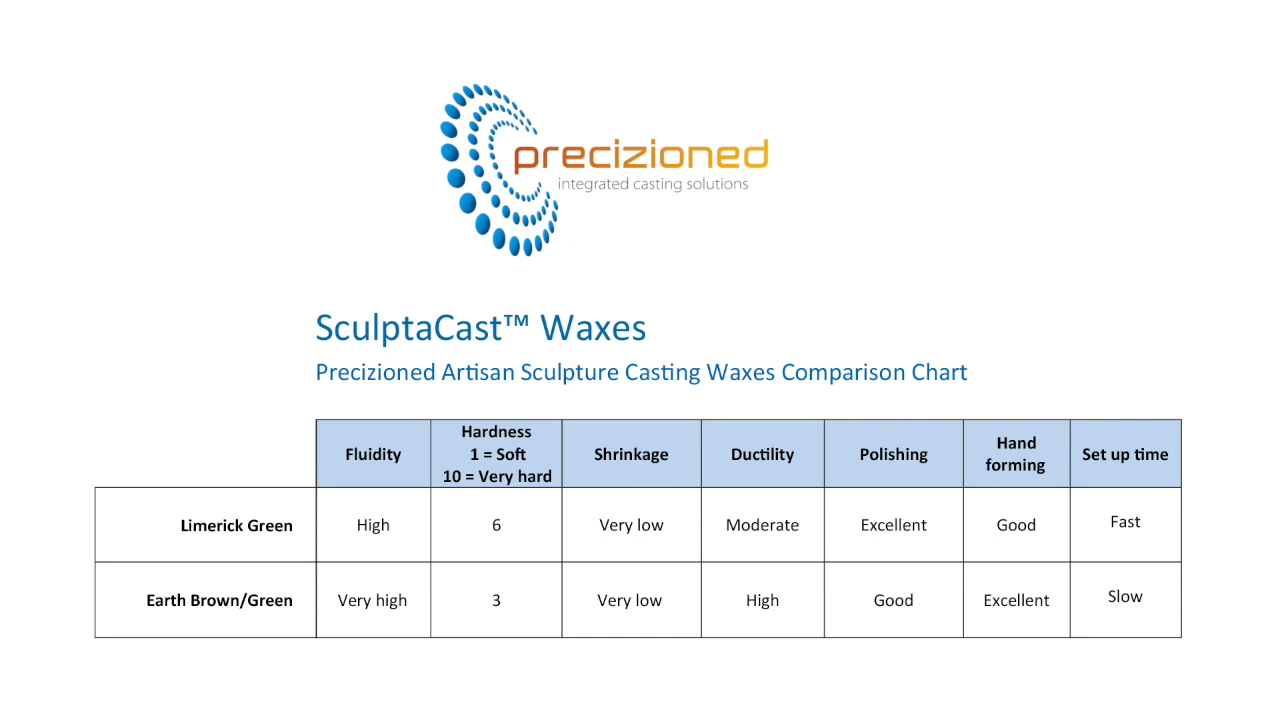 precizioned
integrated casting solutions
SculptaCast™ Waxes
Precizioned Artisan Sculpture Casting Waxes Comparison Chart
Fluidity Hardness 1 = Soft 10 = Very hard Shrinkage Ductility Polishing Hand forming Set up time
Limerick Green High 6 Very low Moderate Excellent Good Fast
Earth Brown/Green Very high 3 Very low High Good Excellent Slow